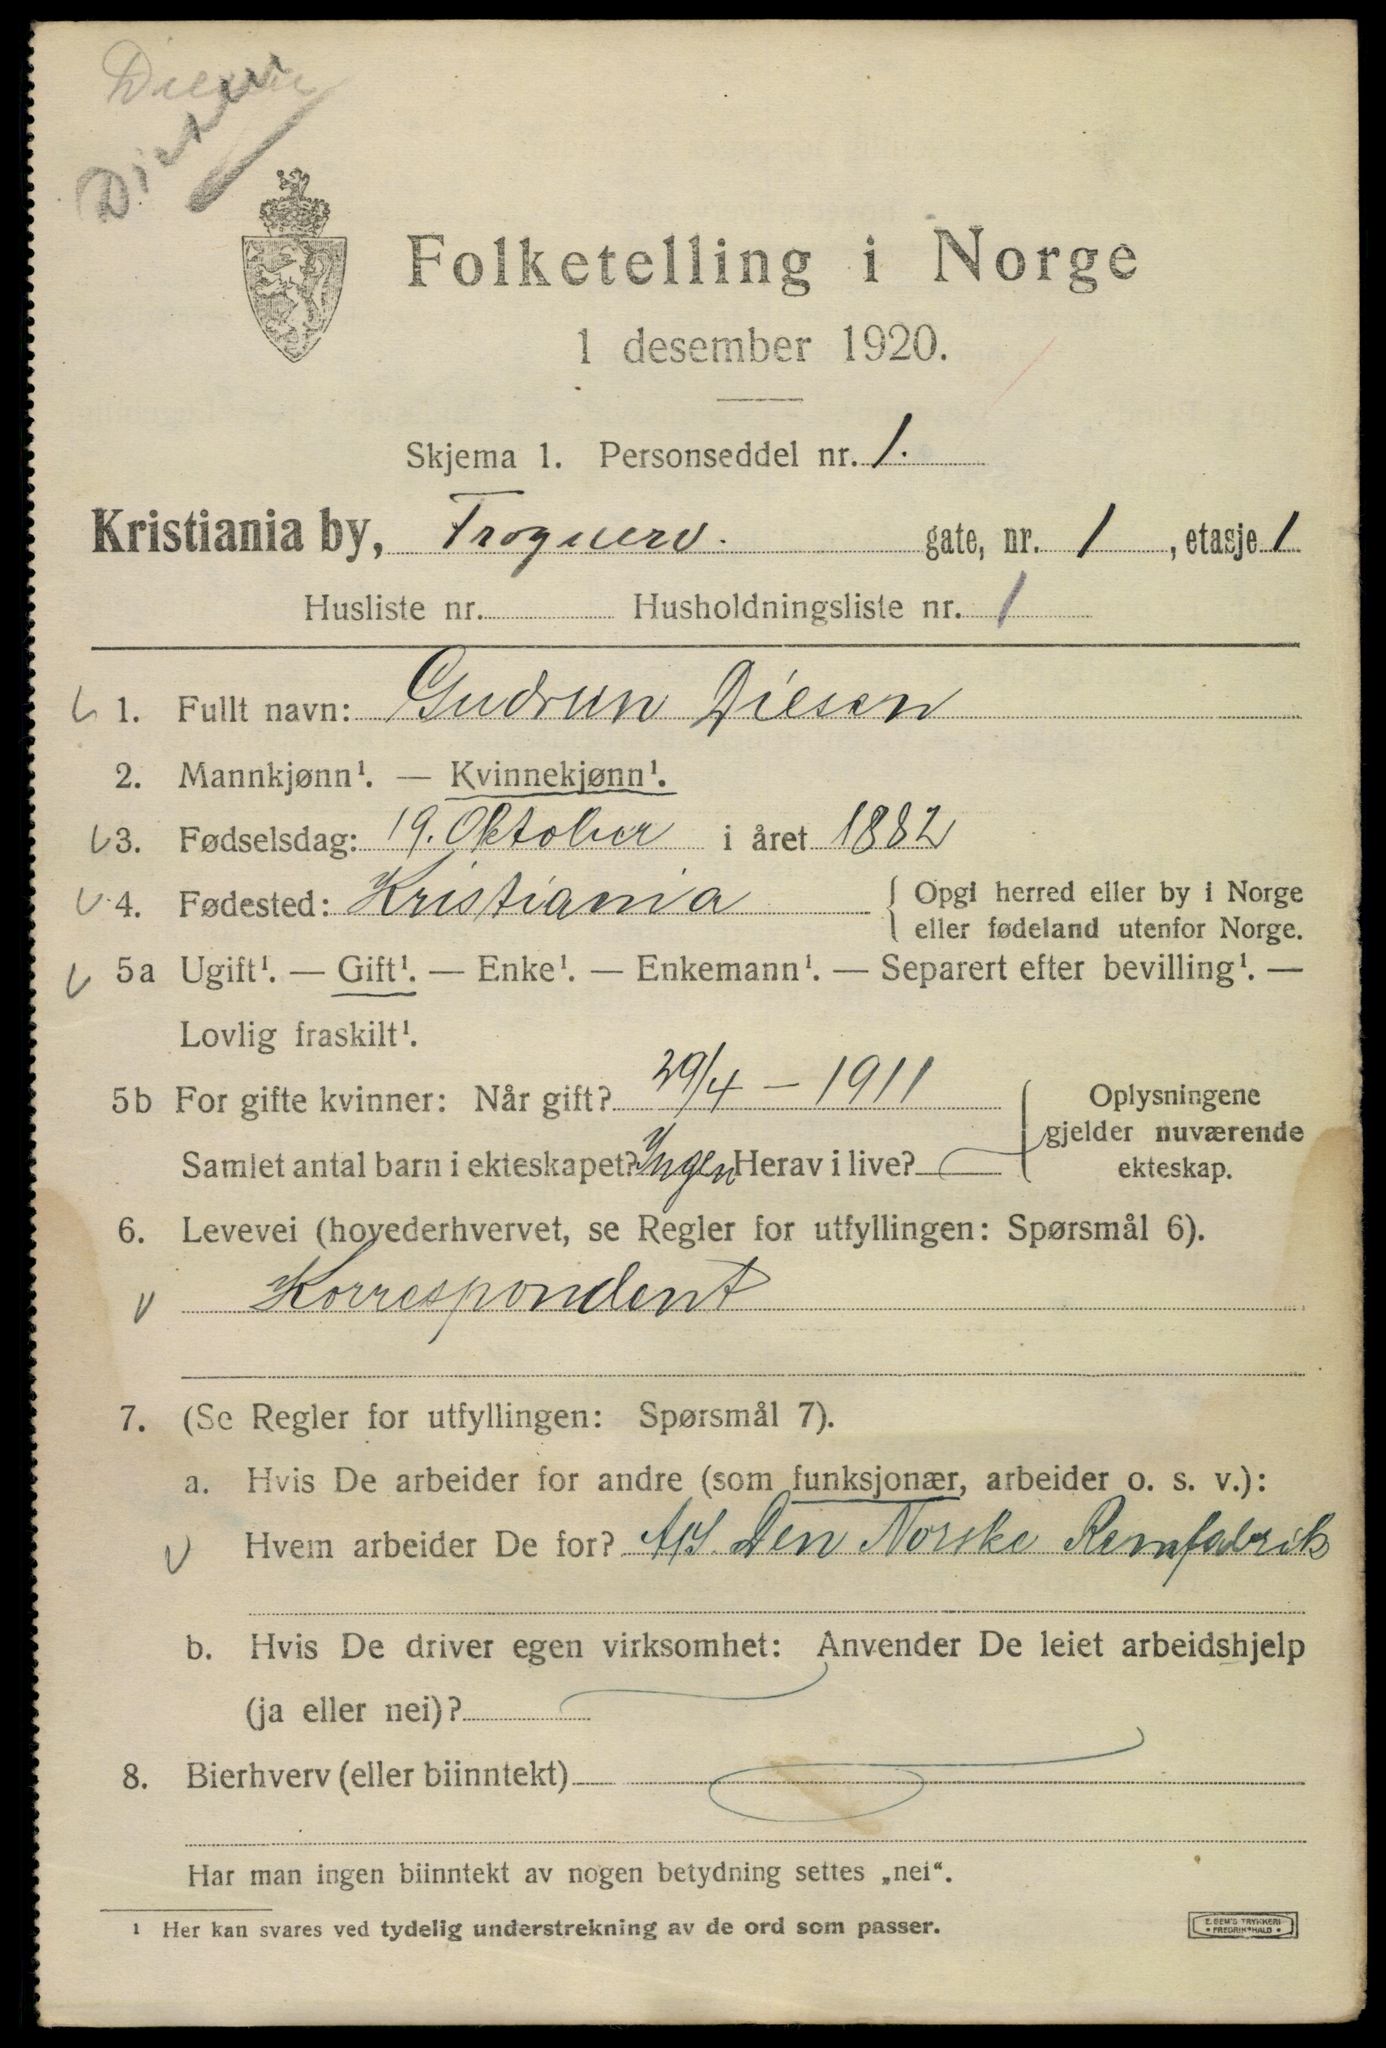 Diesen
Diesen
Folketelling i Norge
1 desember 1920.
Skjema 1. Personseddel nr. 1.
Kristiania by, Frognerv. gate, nr. 1, etasje 1
Husliste nr. Husholdningsliste nr. 1
1. Fullt navn: Gudrun Diesen
2. Mannkjønn¹. — Kvinnekjønn¹.
3. Fødselsdag: 19. Oktober i året 1882
4. Fødested: Kristiania { Opgi herred eller by i Norge
eller fødeland utenfor Norge.
5a Ugift¹. — Gift¹. — Enke¹. — Enkemann¹. — Separert efter bevilling¹. —
Lovlig fraskilt¹.
5b For gifte kvinner: Når gift? 29/4 – 1911
Samlet antal barn i ekteskapet? Ingen Herav i live? —
Oplysningene
gjelder nuværende
ekteskap.
6. Levevei (hovederhvervet, se Regler for utfyllingen: Spørsmål 6).
Korrespondent
7. (Se Regler for utfyllingen: Spørsmål 7).
a. Hvis De arbeider for andre (som funksjonær, arbeider o. s. v.):
Hvem arbeider De for? A/S. Den Norske Remfabrik
b. Hvis De driver egen virksomhet: Anvender De leiet arbeidshjelp
(ja eller nei)?
8. Bierhverv (eller biinntekt)
Har man ingen biinntekt av nogen betydning settes „nei“.
¹ Her kan svares ved tydelig understrekning av de ord som passer.
E. SEM'S TRYKKERI
• FREDRIKSHALD •